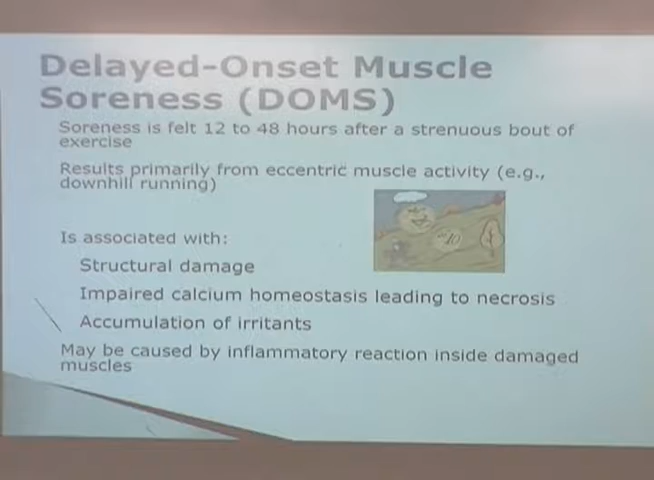 Delayed-Onset Muscle
Soreness (DOMS)
Soreness is felt 12 to 48 hours after a strenuous bout of
exercise
Results primarily from eccentric muscle activity (e.g.,
downhill running)
Is associated with:
Structural damage
Impaired calcium homeostasis leading to necrosis
Accumulation of irritants
May be caused by inflammatory reaction inside damaged
muscles